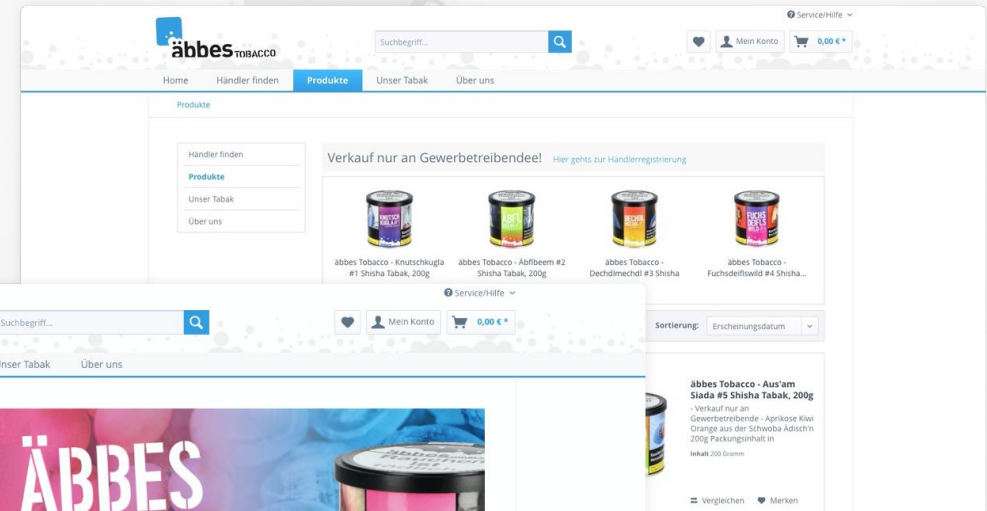 Service/Hilfe
äbbes TOBACCO
Suchbegriff...
Mein Konto
0,00 € *
Home
Händler finden
Produkte
Unser Tabak
Über uns
Produkte
Händler finden
Produkte
Unser Tabak
Über uns
Verkauf nur an Gewerbetreibendee! Hier gehts zur Händlerregistrierung
äbbes Tobacco - Knutschkugla
#1 Shisha Tabak, 200g
äbbes Tobacco - Äbflbeem #2
Shisha Tabak, 200g
äbbes Tobacco -
Dechdlmechdl #3 Shisha
äbbes Tobacco -
Fuchsdeiflswild #4 Shisha...
Sortierung:
Erscheinungsdatum
äbbes Tobacco - Aus'am
Siada #5 Shisha Tabak, 200g
- Verkauf nur an
Gewerbetreibende - Aprikose Kiwi
Orange aus der Schwoba Ädisch'n
200g Packungsinhalt in
Inhalt 200 Gramm
Vergleichen
Merken
Service/Hilfe
Suchbegriff...
Mein Konto
0,00 € *
Unser Tabak
Über uns
ÄBBES